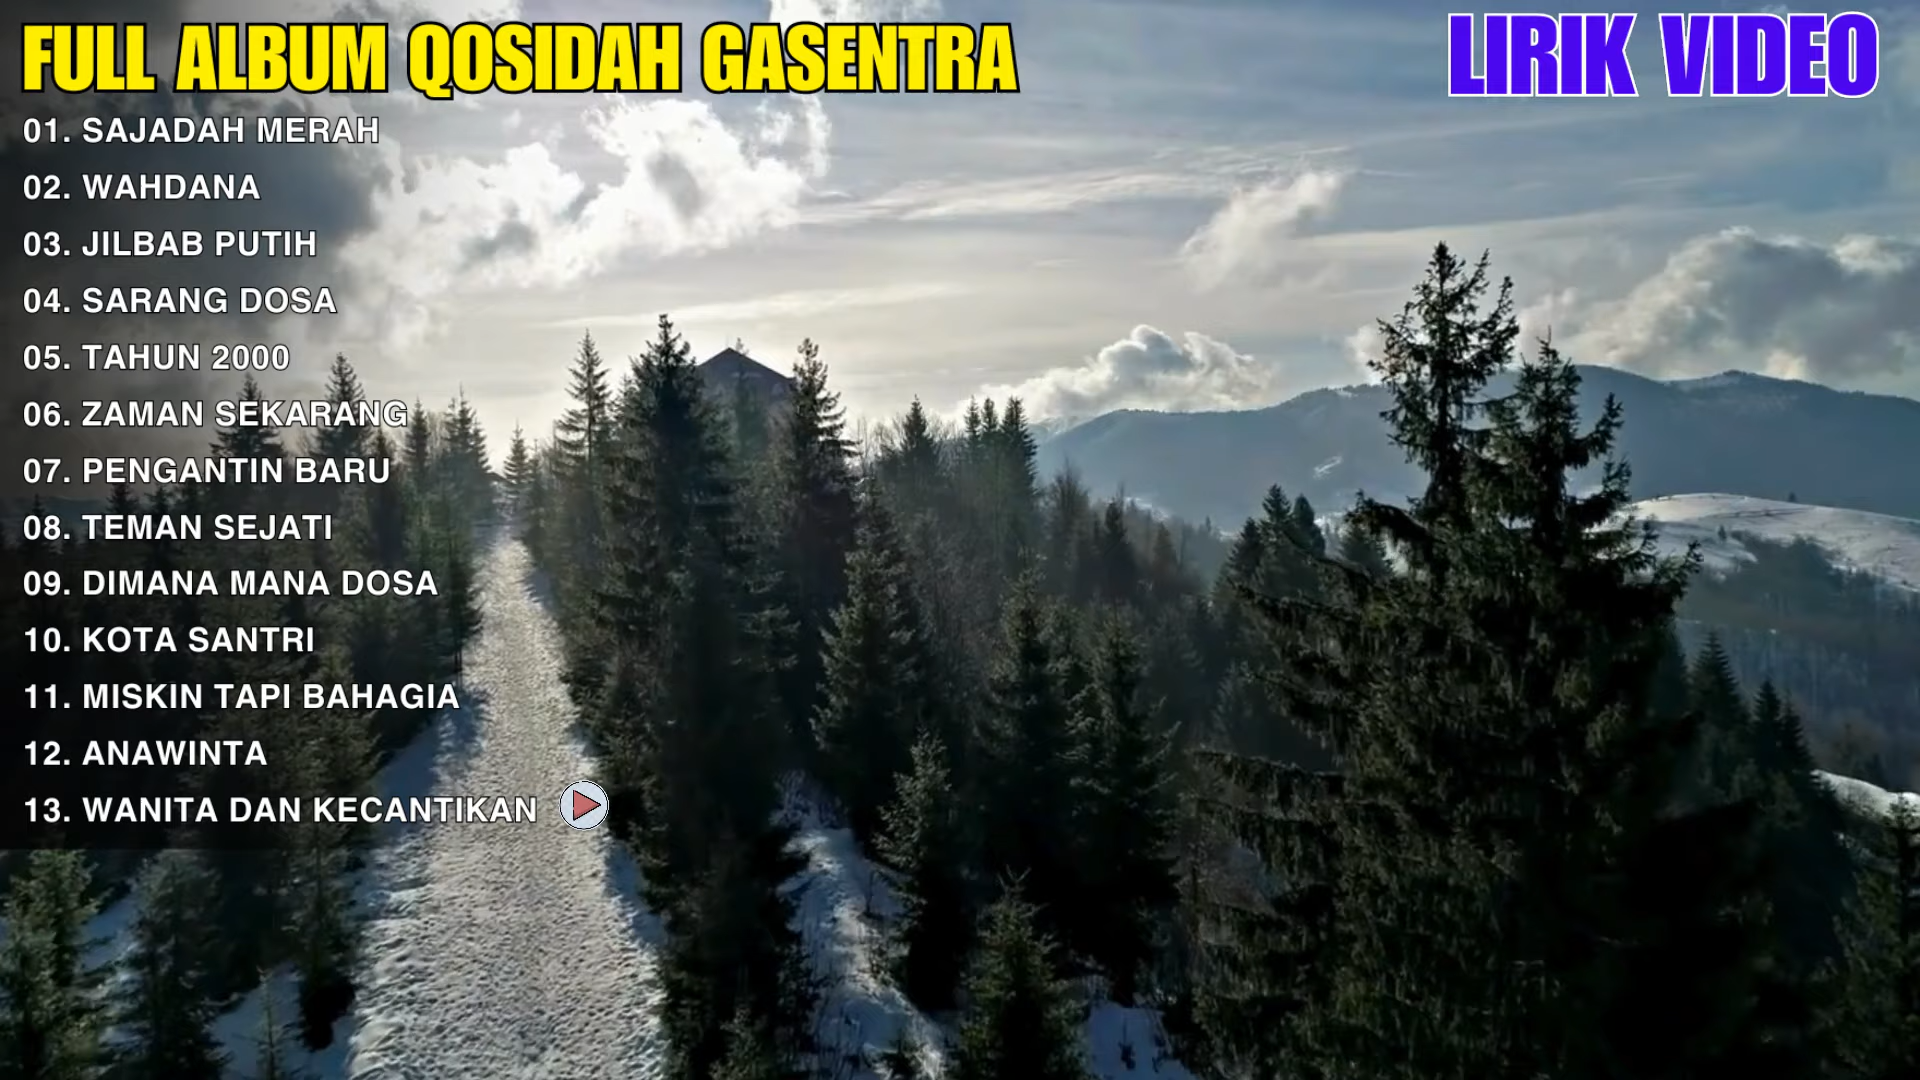 FULL ALBUM QOSIDAH GASENTRA
LIRIK VIDEO
01. SAJADAH MERAH
02. WAHDANA
03. JILBAB PUTIH
04. SARANG DOSA
05. TAHUN 2000
06. ZAMAN SEKARANG
07. PENGANTIN BARU
08. TEMAN SEJATI
09. DIMANA MANA DOSA
10. KOTA SANTRI
11. MISKIN TAPI BAHAGIA
12. ANAWINTA
13. WANITA DAN KECANTIKAN